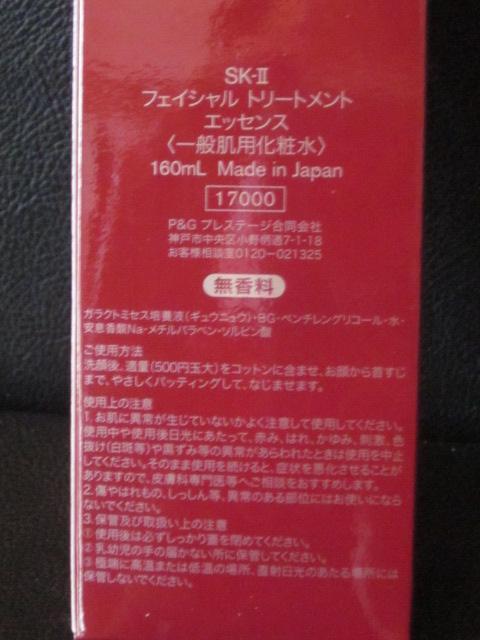 SK-II
フェイシャル トリートメント
エッセンス
〈一般肌用化粧水〉
160mL Made in Japan
17000
P&G プレステージ合同会社
神戸市中央区小野柄通7-1-18
お客様相談室0120-021325
無香料
ガラクトミセス培養液(ギュウニュウ)・BG・ペンチレングリコール・水・
安息香酸Na・メチルパラベン・ソルビン酸
ご使用方法
洗顔後、適量(500円玉大)をコットンに含ませ、お顔から首すじ
まで、やさしくパッティングして、なじませます。
使用上の注意
1.お肌に異常が生じていないかよく注意して使用してください。
使用中や使用後日光にあたって、赤み、はれ、かゆみ、刺激、色
抜け(白斑等)や黒ずみ等の異常があらわれたときは使用を中止
してください。そのまま使用を続けると、症状を悪化させることが
ありますので、皮膚科専門医等へご相談をおすすめします。
2.傷やはれもの、しっしん等、異常のある部位にはお使いになら
ないでください。
3.保管及び取扱い上の注意
①使用後は必ずしっかり蓋を閉めてください。
②乳幼児の手の届かない所に保管してください。
③極端に高温または低温の場所、直射日光のあたる場所には
保管しないでください。